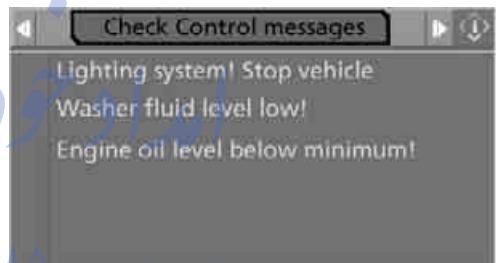 Check Control messages
Lighting system! Stop vehicle
Washer fluid level low!
Engine oil level below minimum!